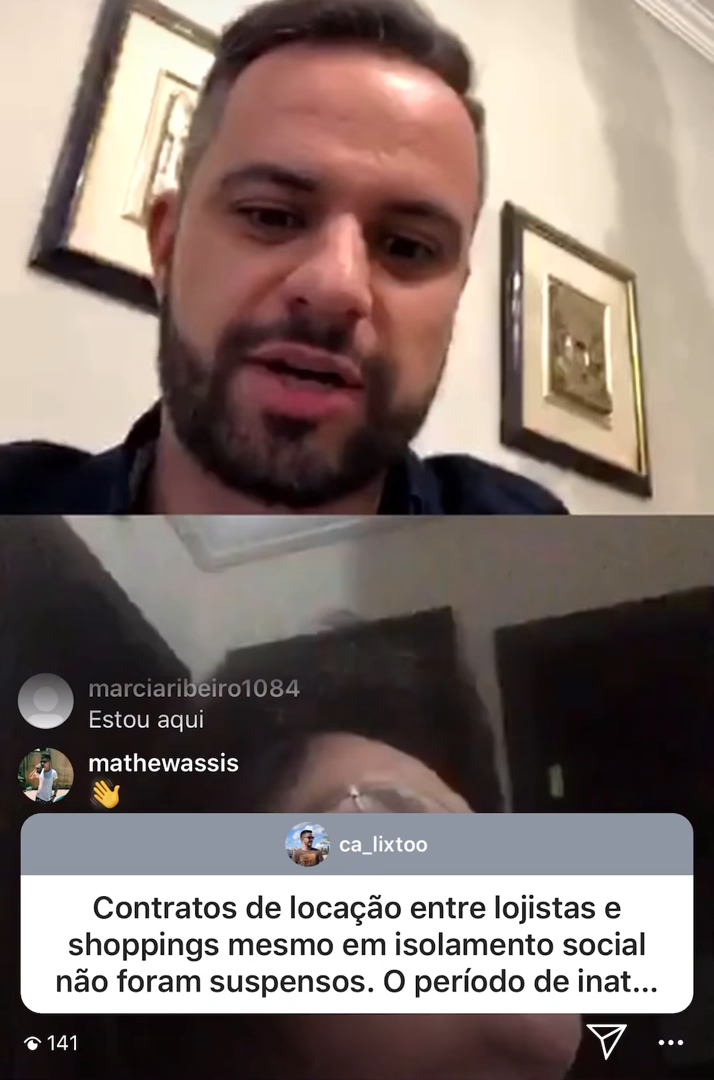 marciaribeiro1084
Estou aqui
mathewassis
👋
ca_lixtoo
Contratos de locação entre lojistas e
shoppings mesmo em isolamento social
não foram suspensos. O período de inat...
141